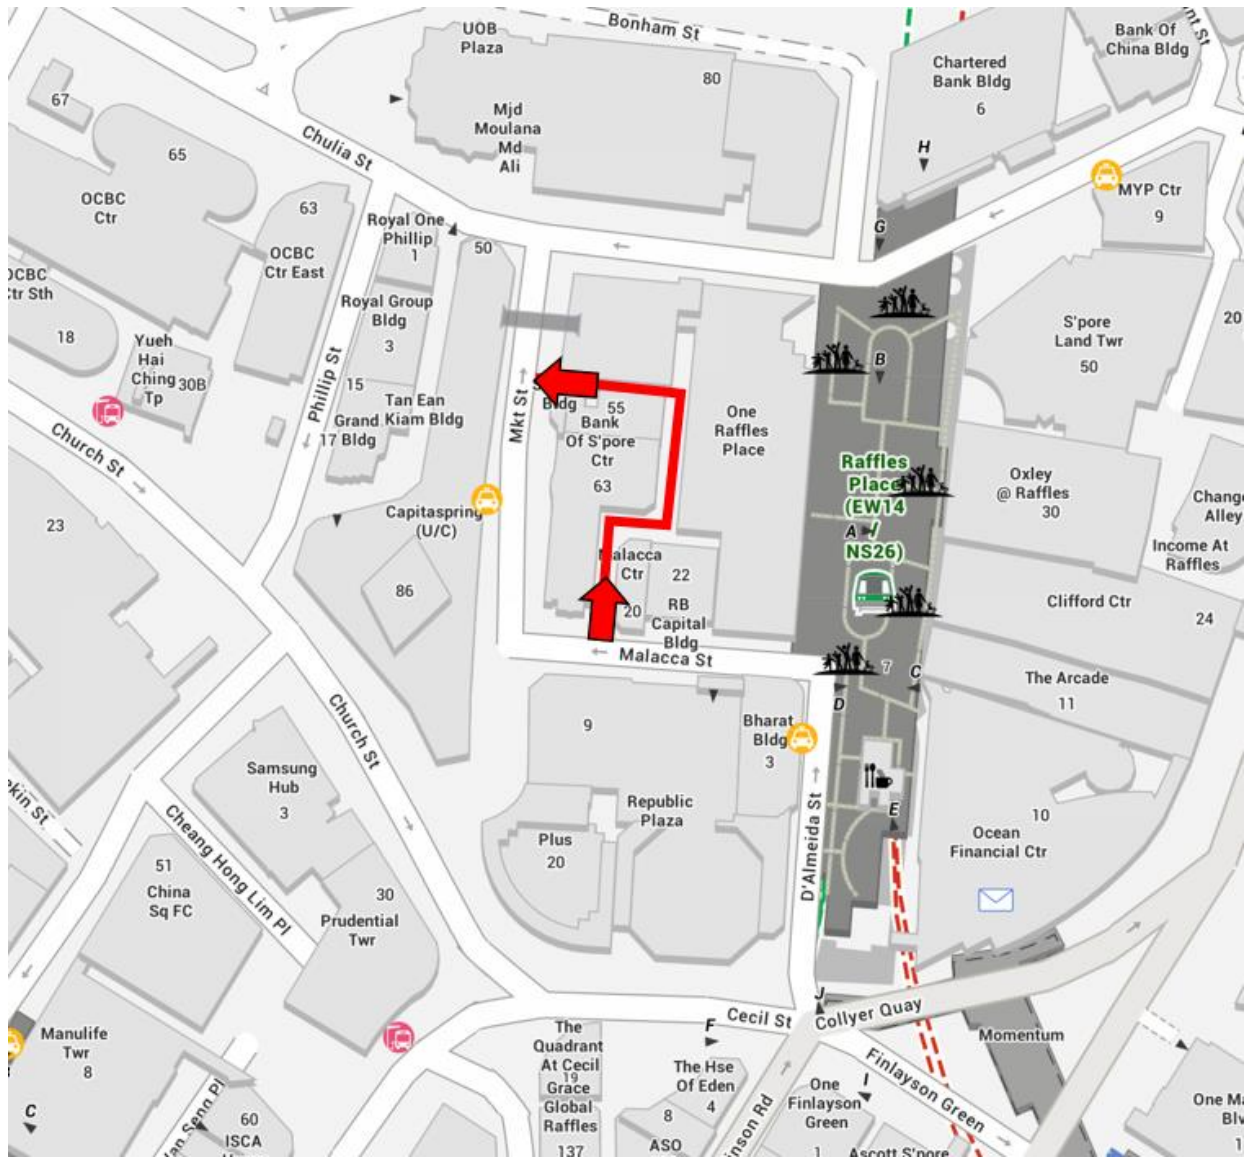 Bonham St
UOB
Plaza
80
Mjd
Moulana
Md
Ali
Chartered
Bank Bldg
6
Bank Of
China Bldg
H
67
65
Chulia St
OCBC
Ctr
63
OCBC
Ctr East
Royal One
Phillip
1
50
G
MYP Ctr
9
Ctr Sth
18
Royal Group
Bldg
3
Yueh
Hai
Ching
Tp
30B
Phillip St
15
Grand
17 Bldg
Tan Ean
Kiam Bldg
Mkt St
Bldg
55
Bank
Of S'pore
Ctr
63
One
Raffles
Place
B
S'pore
Land Twr
50
20
Church St
23
Capitaspring
(U/C)
86
Raffles
Place
(EW14
/
NS26)
A
Oxley
@ Raffles
30
Alley
Income At
Raffles
Ctr
20
22
RB
Capital
Bldg
Clifford Ctr
24
Malacca St
7
C
D
The Arcade
11
9
Bharat
Bldg
3
Church St
Samsung
Hub
3
Republic
Plaza
Plus
20
D'Almeida St
E
10
Ocean
Financial Ctr
Cheang Hong Lim Pl
51
China
Sq FC
30
Prudential
Twr
J
Cecil St
Collyer Quay
F
Momentum
Manulife
Twr
8
The
Quadrant
At Cecil
19
Grace
Global
Raffles
137
The Hse
Of Eden
4
8
ASO
One
Finlayson
Green
1
I
Finlayson Green
C
60
ISCA
Ascott S'pore
One
1